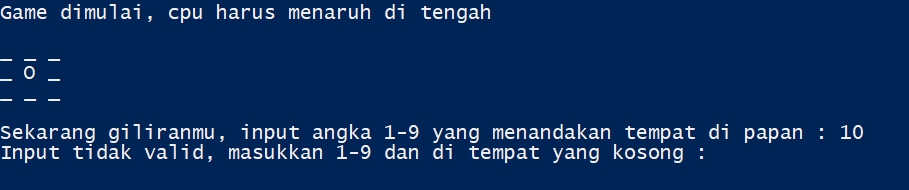 Game dimulai, cpu harus menaruh di tengah
_ _ _
_ O _
_ _ _
Sekarang giliranmu, input angka 1-9 yang menandakan tempat di papan : 10
Input tidak valid, masukkan 1-9 dan di tempat yang kosong :